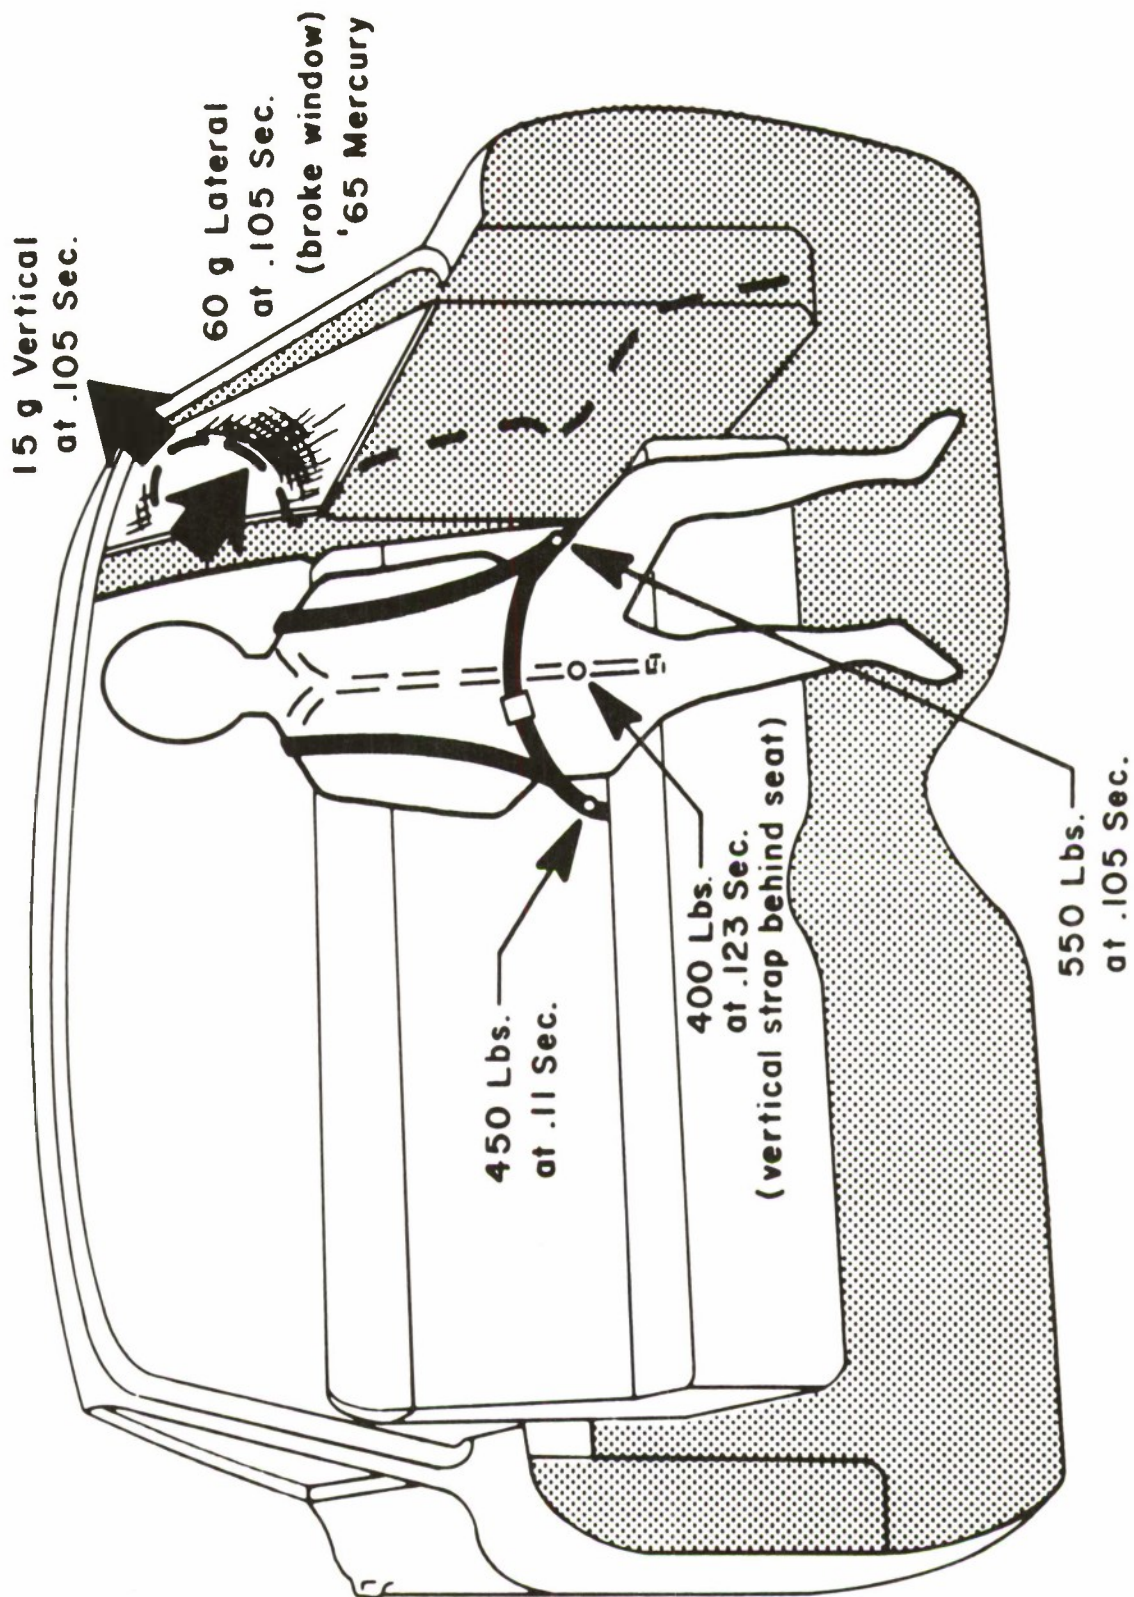 15 g Vertical
at .105 Sec.
60 g Lateral
at .105 Sec.
(broke window)
'65 Mercury
450 Lbs.
at .11 Sec.
400 Lbs.
at .123 Sec.
(vertical strap behind seat)
550 Lbs.
at .105 Sec.